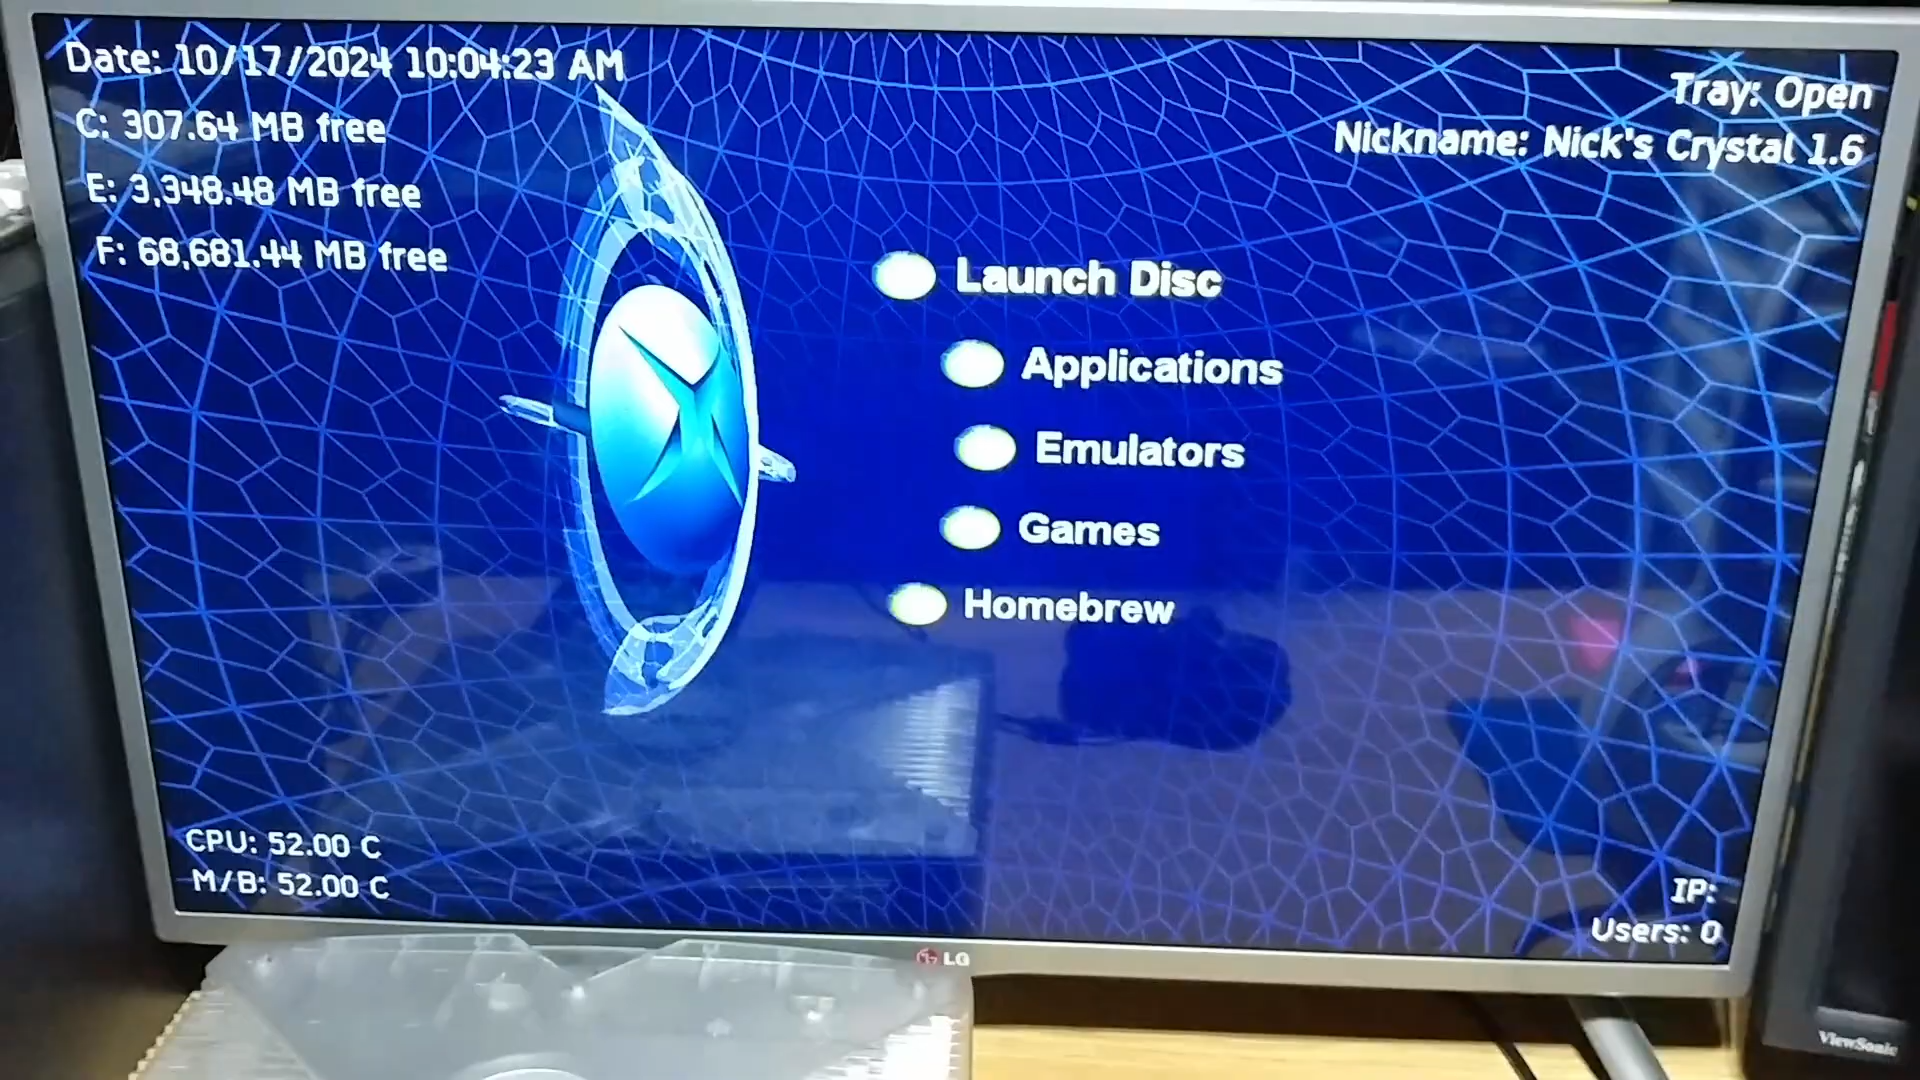 Date: 10/17/2024 10:04:23 AM
C: 307.64 MB free
E: 3,348.48 MB free
F: 68,681.44 MB free
Tray: Open
Nickname: Nick's Crystal 1.6
Launch Disc
Applications
Emulators
Games
Homebrew
CPU: 52.00 C
M/B: 52.00 C
IP:
Users: 0
LG
ViewSonic